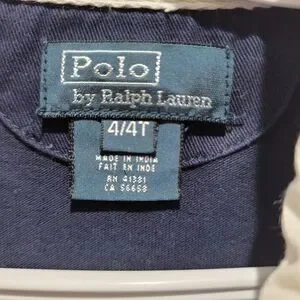 Polo
by Ralph Lauren
4/4T
MADE IN INDIA
FAIT EN INDE
RN 41381
CA 56658